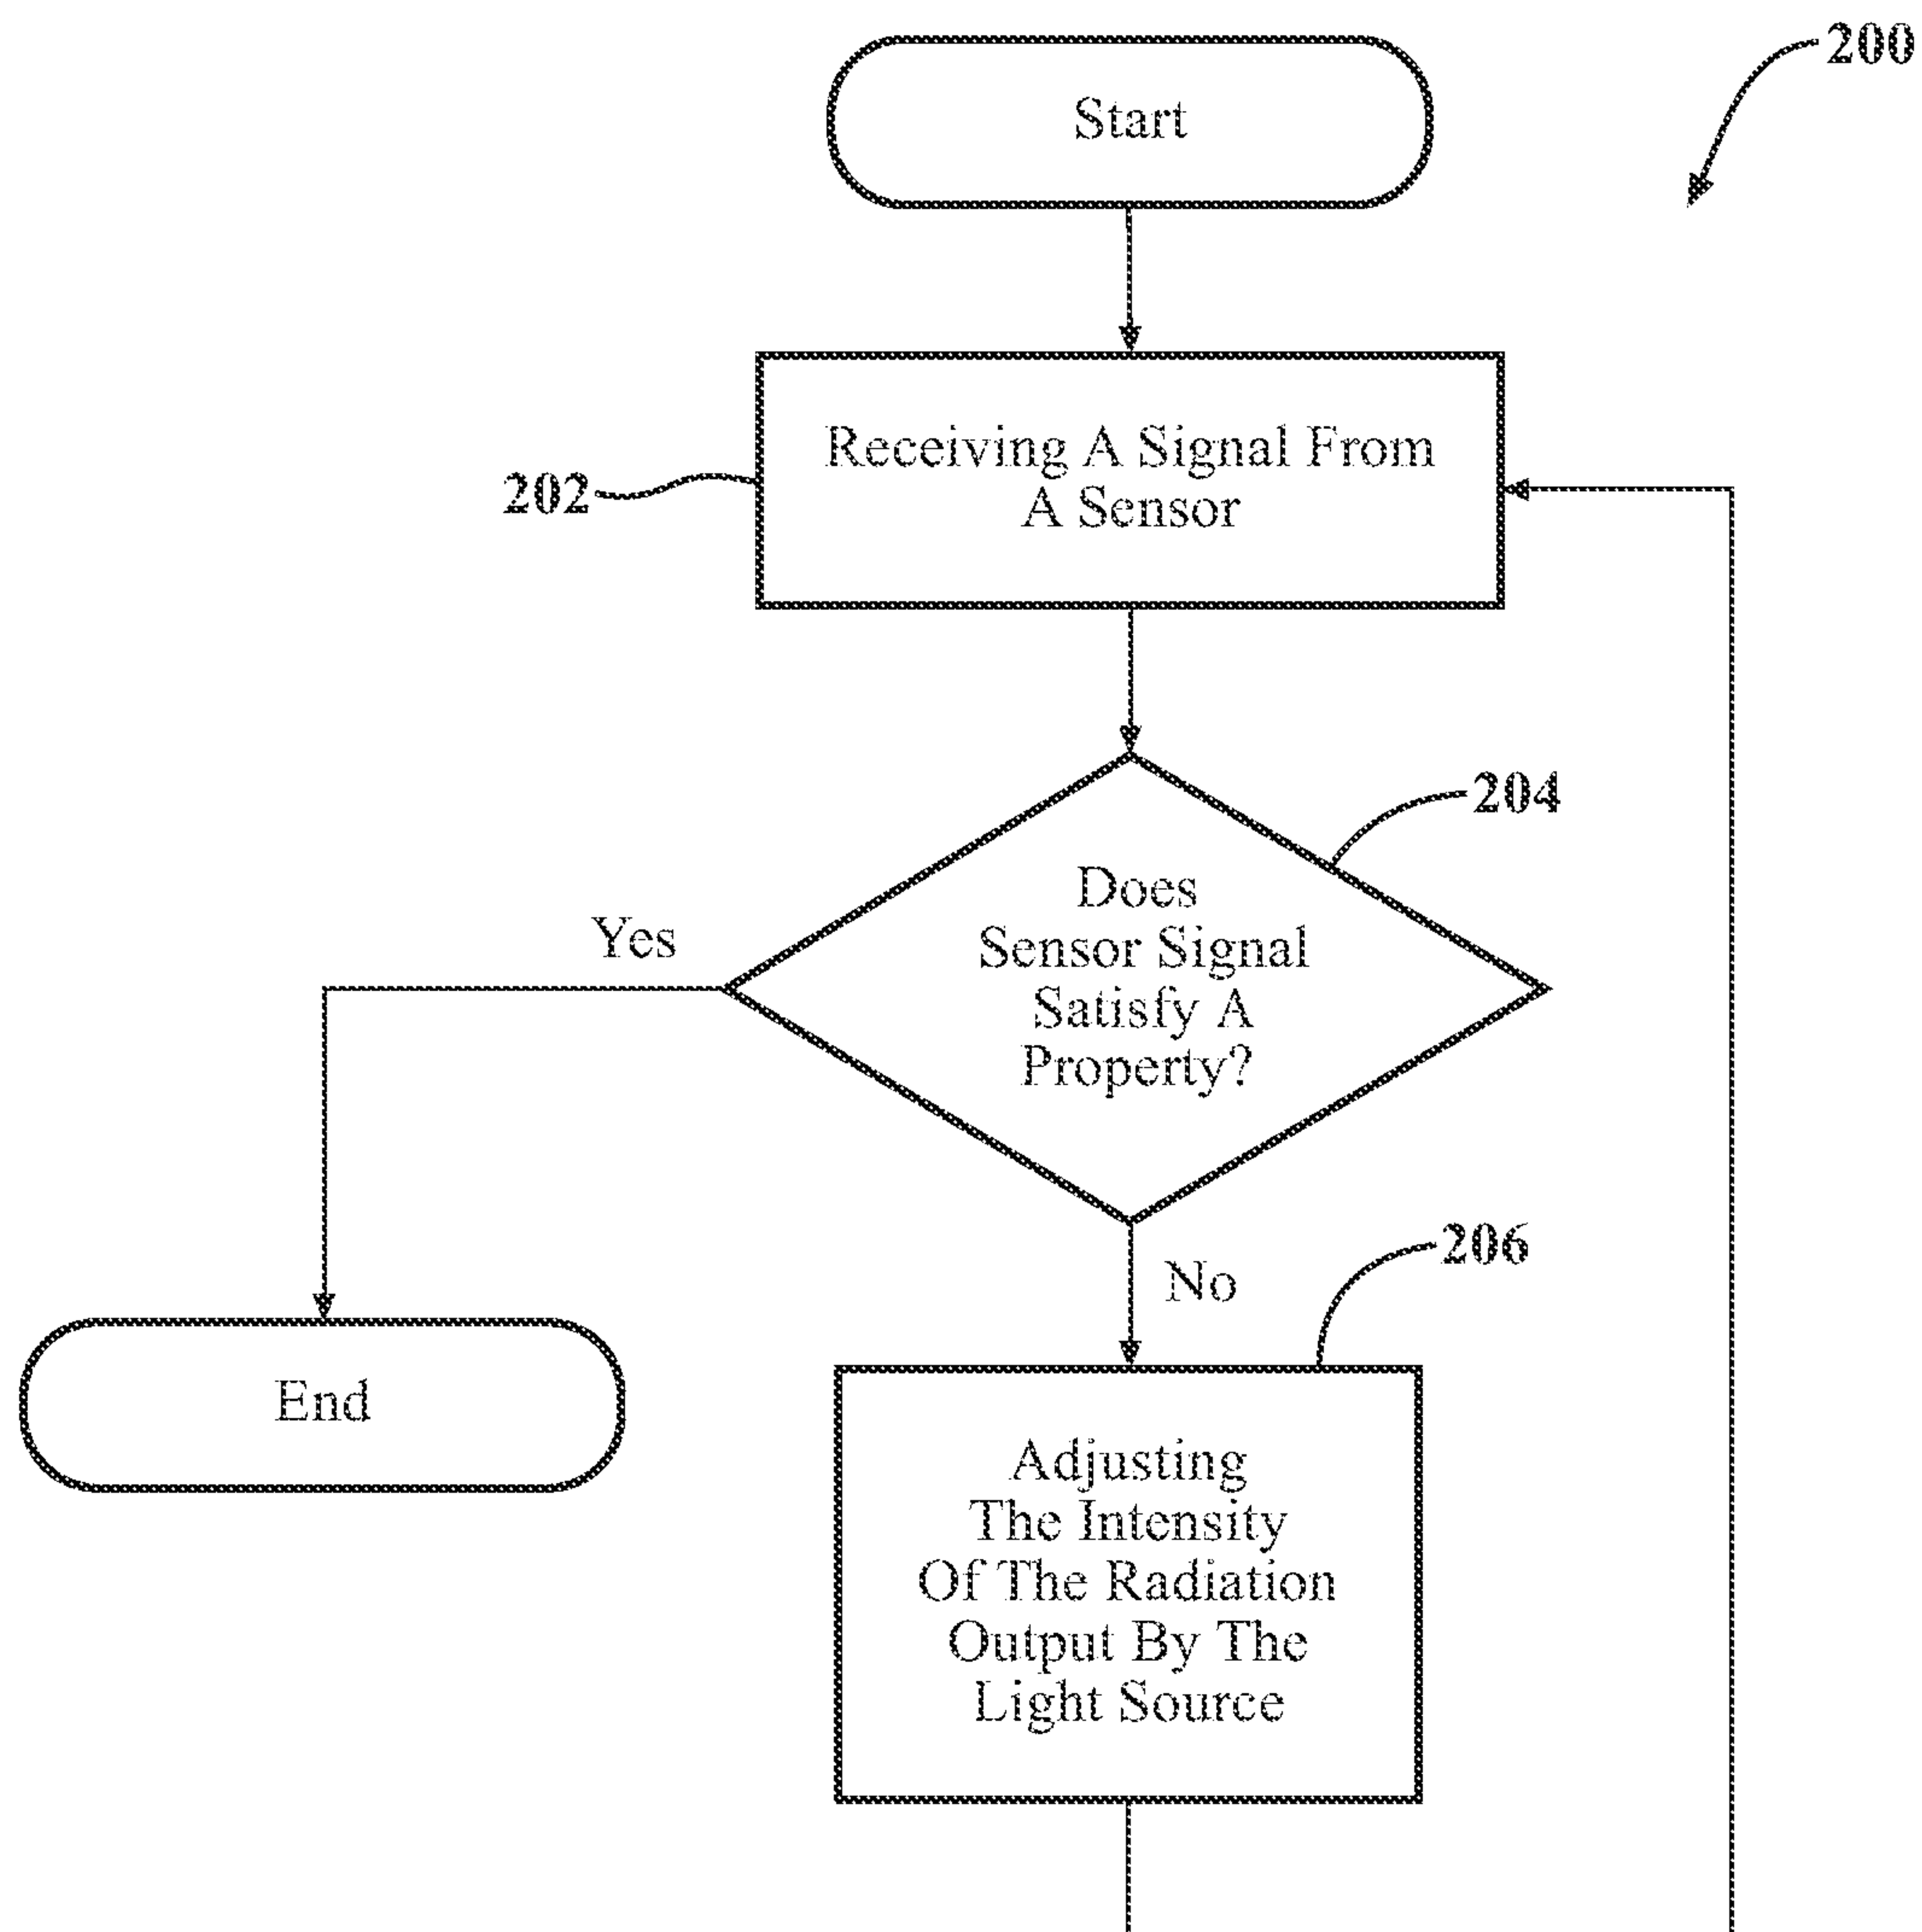 200
Start
Receiving A Signal From
A Sensor
202
204
Does
Sensor Signal
Satisfy A
Property?
Yes
No
206
End
Adjusting
The Intensity
Of The Radiation
Output By The
Light Source